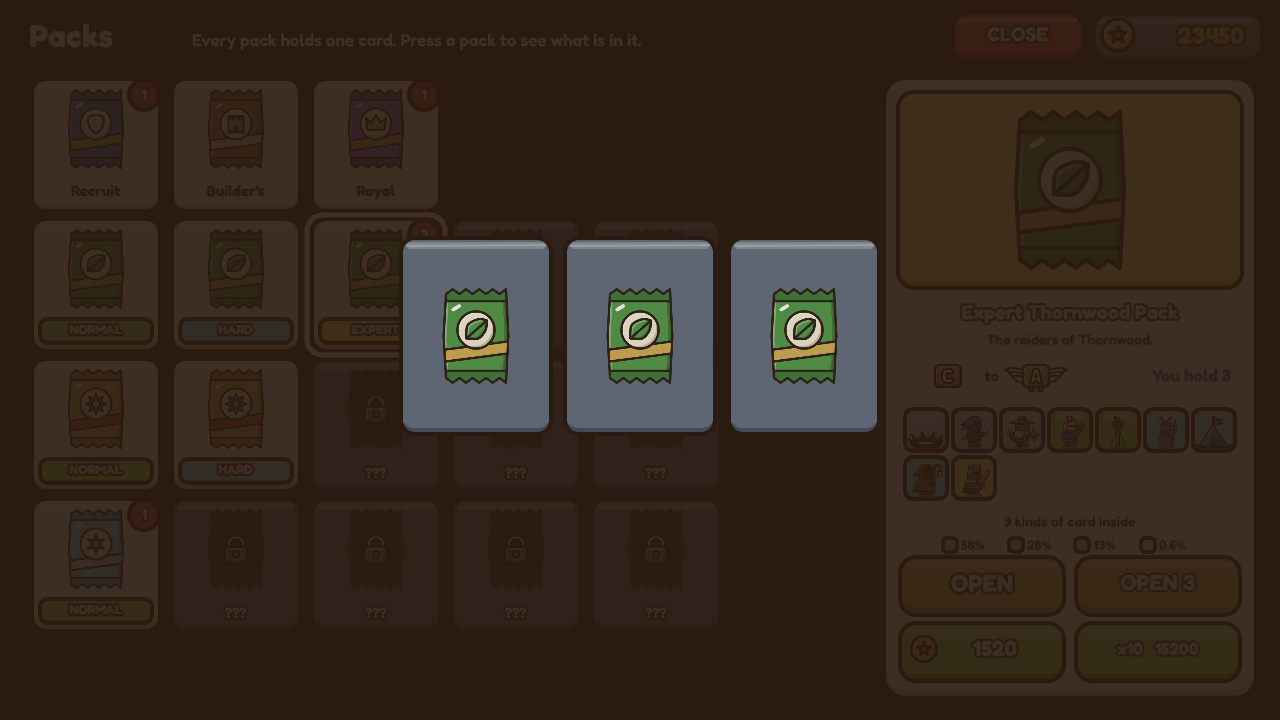 Packs
Every pack holds one card. Press a pack to see what is in it.
CLOSE
23450
1
1
Recruit
Builder's
Royal
NORMAL
HARD
EXPERT
NORMAL
HARD
???
???
???
1
NORMAL
???
???
???
???
Expert Thornwood Pack
The raiders of Thornwood.
C to A
You hold 3
9 kinds of card inside
58% 28% 13% 0.6%
OPEN
OPEN 3
1520
x10 15200